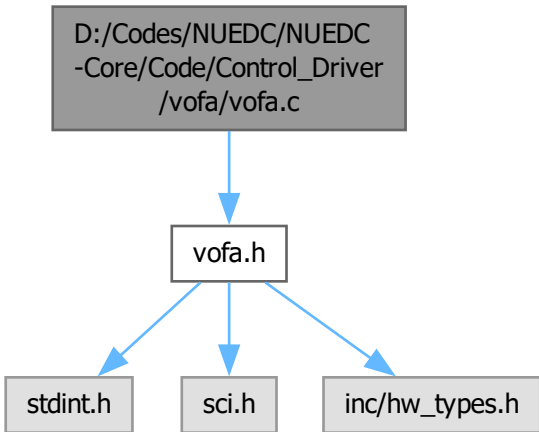 D:/Codes/NUEDC/NUEDC
-Core/Code/Control_Driver
/vofa/vofa.c
vofa.h
stdint.h
sci.h
inc/hw_types.h